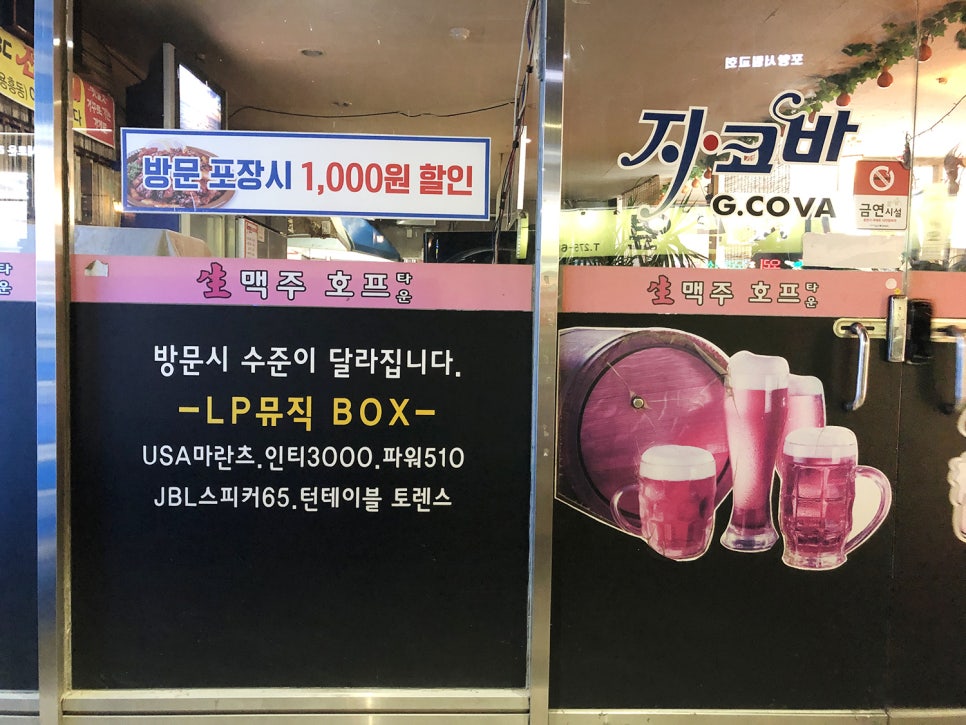 방문 포장시 1,000원 할인
生맥주 호프타운
방문시 수준이 달라집니다.
-LP뮤직 BOX-
USA마란츠.인티3000.파워510
JBL스피커65.턴테이블 토렌스
지·코바
G.COVA
금연시설
T.275-6
生맥주 호프타운